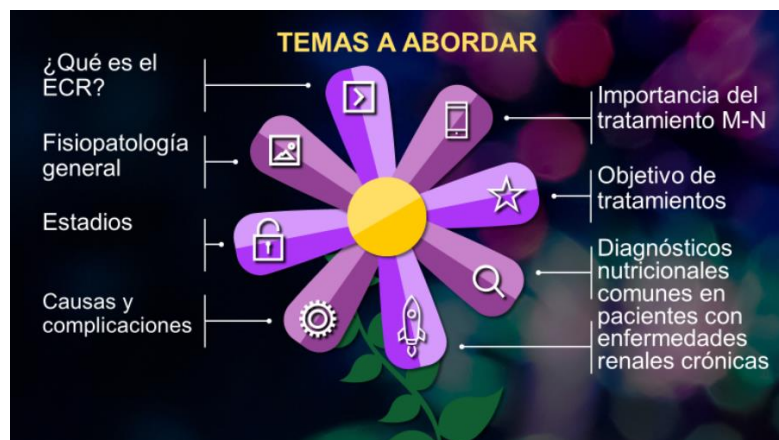 TEMAS A ABORDAR
¿Qué es el
ECR?
Fisiopatología
general
Estadios
Causas y
complicaciones
Importancia del
tratamiento M-N
Objetivo de
tratamientos
Diagnósticos
nutricionales
comunes en
pacientes con
enfermedades
renales crónicas